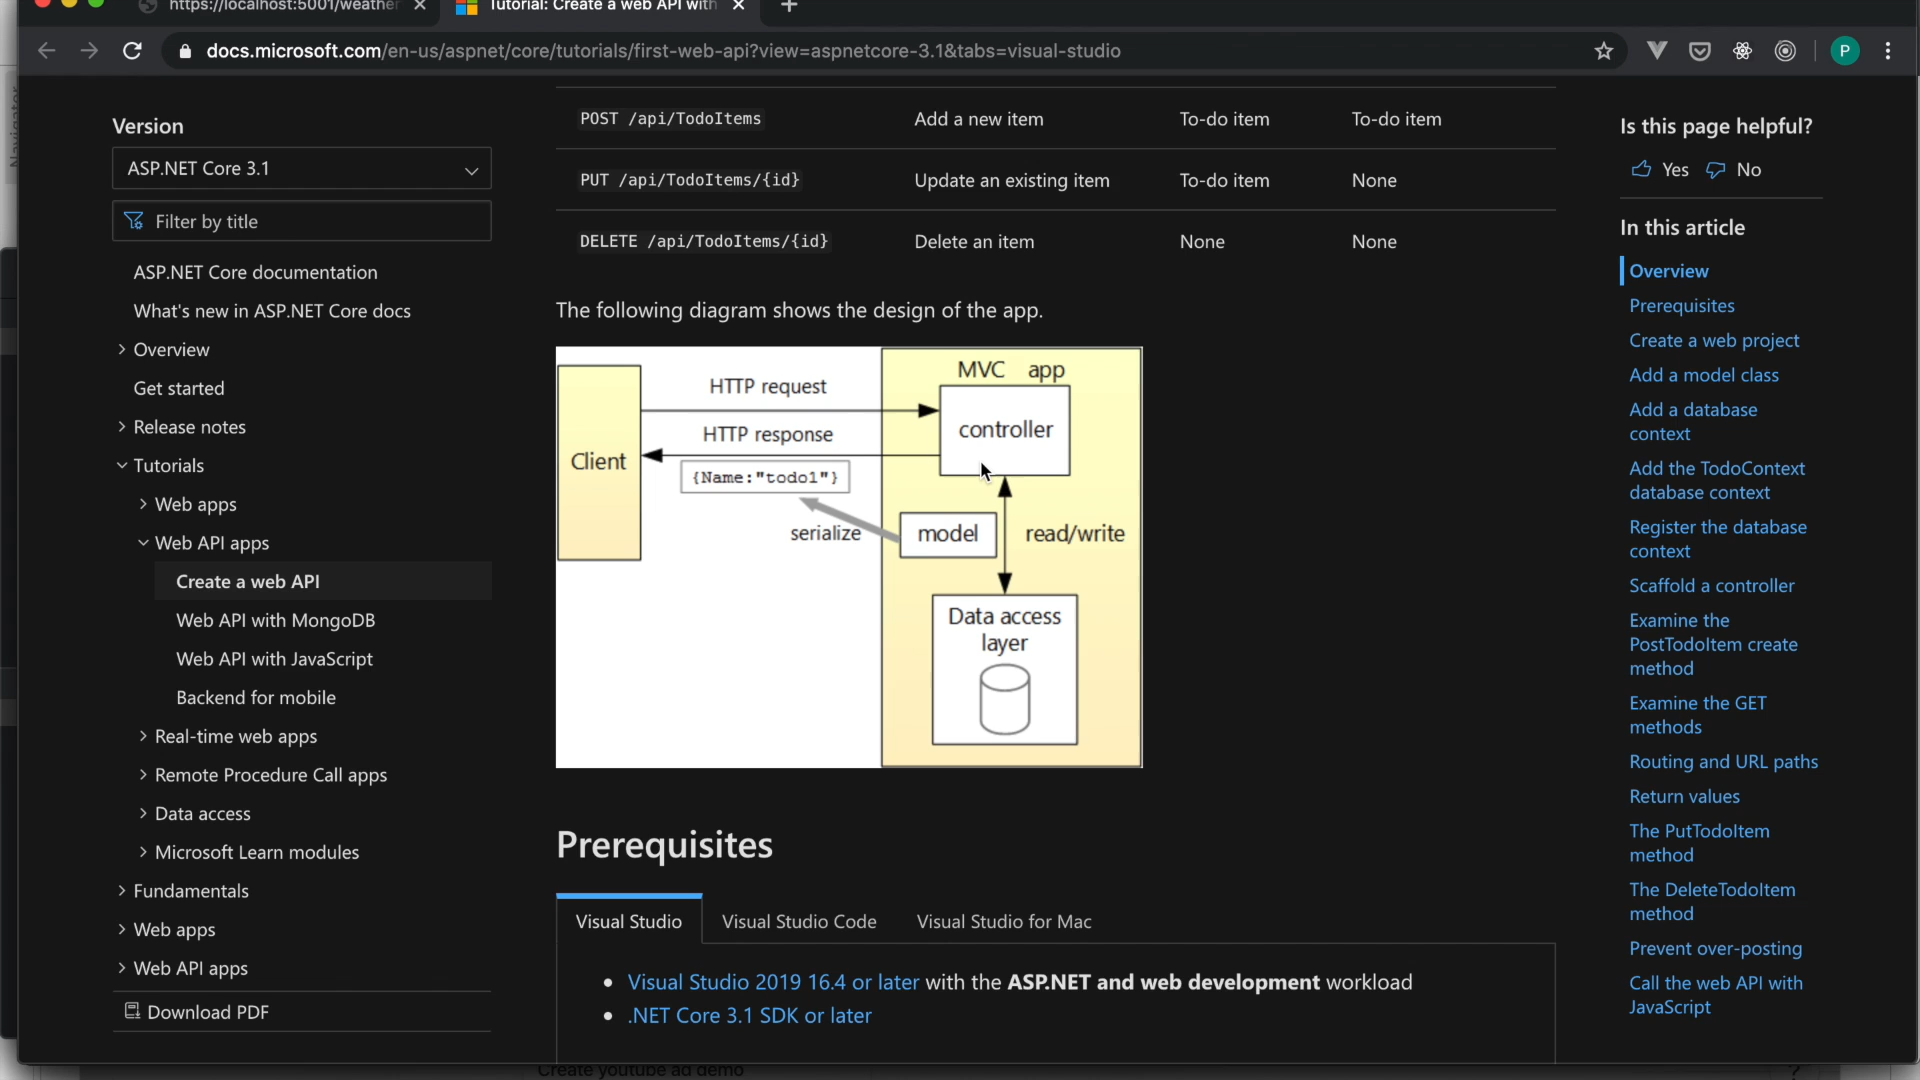 https://localhost:5001/weather
Tutorial: Create a web API with
docs.microsoft.com/en-us/aspnet/core/tutorials/first-web-api?view=aspnetcore-3.1&tabs=visual-studio
P
Navigator
Version
ASP.NET Core 3.1
Filter by title
ASP.NET Core documentation
What's new in ASP.NET Core docs
Overview
Get started
Release notes
Tutorials
Web apps
Web API apps
Create a web API
Web API with MongoDB
Web API with JavaScript
Backend for mobile
Real-time web apps
Remote Procedure Call apps
Data access
Microsoft Learn modules
Fundamentals
Web apps
Web API apps
Download PDF
POST /api/TodoItems Add a new item To-do item To-do item
PUT /api/TodoItems/{id} Update an existing item To-do item None
DELETE /api/TodoItems/{id} Delete an item None None
The following diagram shows the design of the app.
MVC app
HTTP request
controller
HTTP response
Client
{Name:"todo1"}
serialize
model
read/write
Data access
layer
Prerequisites
Visual Studio Visual Studio Code Visual Studio for Mac
• Visual Studio 2019 16.4 or later with the ASP.NET and web development workload
• .NET Core 3.1 SDK or later
Is this page helpful?
Yes No
In this article
Overview
Prerequisites
Create a web project
Add a model class
Add a database
context
Add the TodoContext
database context
Register the database
context
Scaffold a controller
Examine the
PostTodoItem create
method
Examine the GET
methods
Routing and URL paths
Return values
The PutTodoItem
method
The DeleteTodoItem
method
Prevent over-posting
Call the web API with
JavaScript
Create youtube ad demo
?